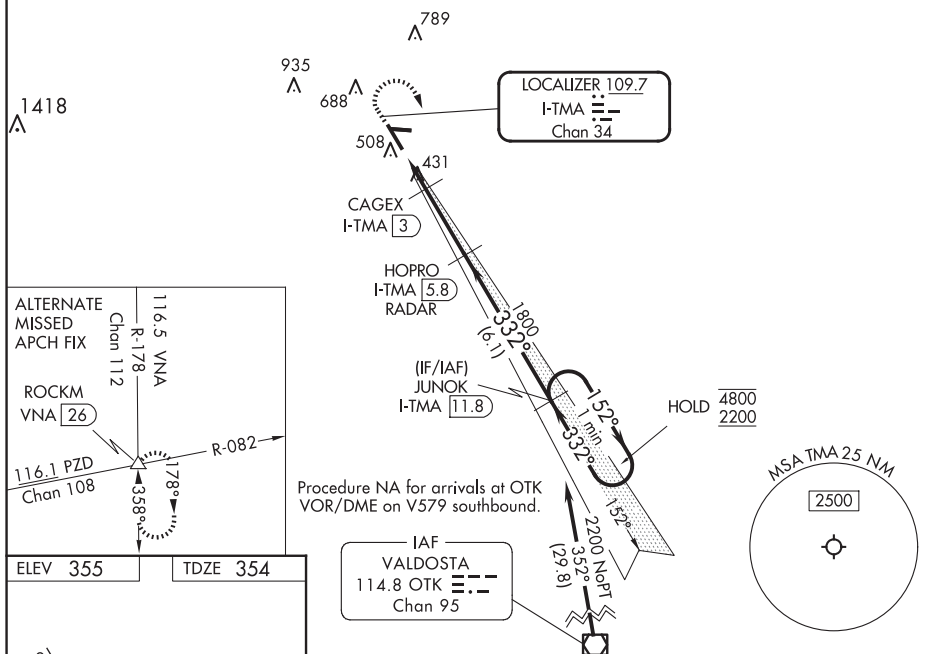 789
935
688
1418
LOCALIZER 109.7
I-TMA
Chan 34
508
431
CAGEX
I-TMA 3
HOPRO
I-TMA 5.8
RADAR
1800
332°
(6.1)
(IF/IAF)
JUNOK
I-TMA 11.8
152°
1 min
332°
HOLD 4800
2200
152°
ALTERNATE
MISSED
APCH FIX
116.5 VNA
Chan 112
R-178
ROCKM
VNA 26
R-082
116.1 PZD
Chan 108
178°
358°
Procedure NA for arrivals at OTK
VOR/DME on V579 southbound.
2200 NoPT
352°
(29.8)
IAF
VALDOSTA
114.8 OTK
Chan 95
MSA TMA 25 NM
2500
ELEV 355
TDZE 354